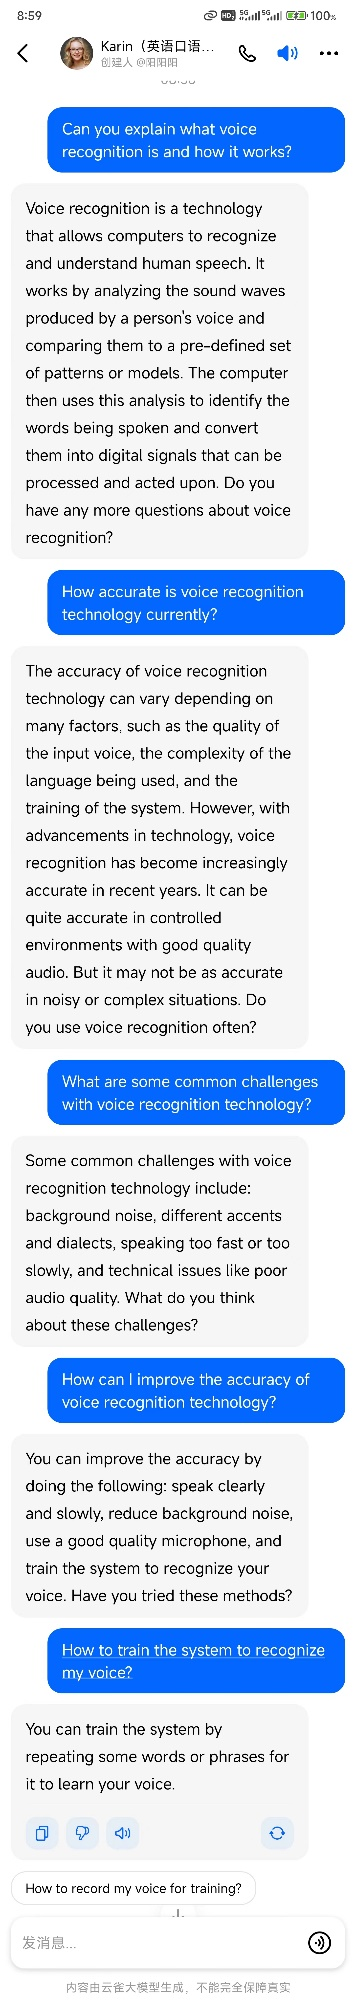 8:59
HD2 5G 5G 100%
Karin（英语口语...
创建人 @阳阳阳
Can you explain what voice
recognition is and how it works?
Voice recognition is a technology
that allows computers to recognize
and understand human speech. It
works by analyzing the sound waves
produced by a person's voice and
comparing them to a pre-defined set
of patterns or models. The computer
then uses this analysis to identify the
words being spoken and convert
them into digital signals that can be
processed and acted upon. Do you
have any more questions about voice
recognition?
How accurate is voice recognition
technology currently?
The accuracy of voice recognition
technology can vary depending on
many factors, such as the quality of
the input voice, the complexity of the
language being used, and the
training of the system. However, with
advancements in technology, voice
recognition has become increasingly
accurate in recent years. It can be
quite accurate in controlled
environments with good quality
audio. But it may not be as accurate
in noisy or complex situations. Do
you use voice recognition often?
What are some common challenges
with voice recognition technology?
Some common challenges with voice
recognition technology include:
background noise, different accents
and dialects, speaking too fast or too
slowly, and technical issues like poor
audio quality. What do you think
about these challenges?
How can I improve the accuracy of
voice recognition technology?
You can improve the accuracy by
doing the following: speak clearly
and slowly, reduce background noise,
use a good quality microphone, and
train the system to recognize your
voice. Have you tried these methods?
How to train the system to recognize
my voice?
You can train the system by
repeating some words or phrases for
it to learn your voice.
How to record my voice for training?
发消息...
内容由云雀大模型生成，不能完全保障真实